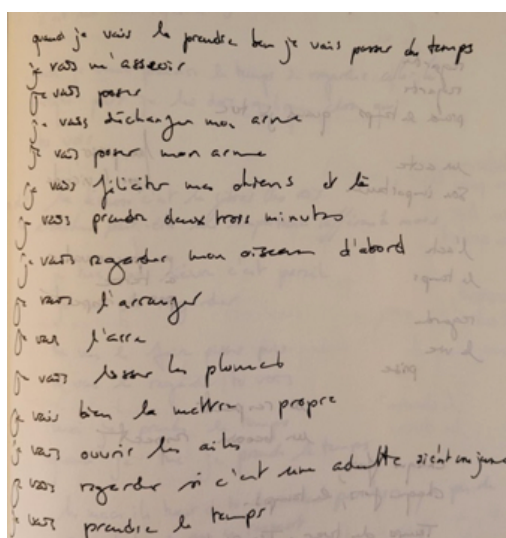 quand je vais la prendre ben je vais passer du temps
je vais m'asseoir
je vais poser
je vais décharger mon arme
je vais poser mon arme
je vais féliciter mes chiens et là
je vais prendre deux trois minutes
je vais regarder mon oiseau d'abord
je vais l'arranger
je vais l'arra
je vais lisser les plumes
je vais bien la mettre propre
je vais ouvrir les ailes
je vais regarder si c'est une adulte si c'est une jeune
je vais prendre le temps